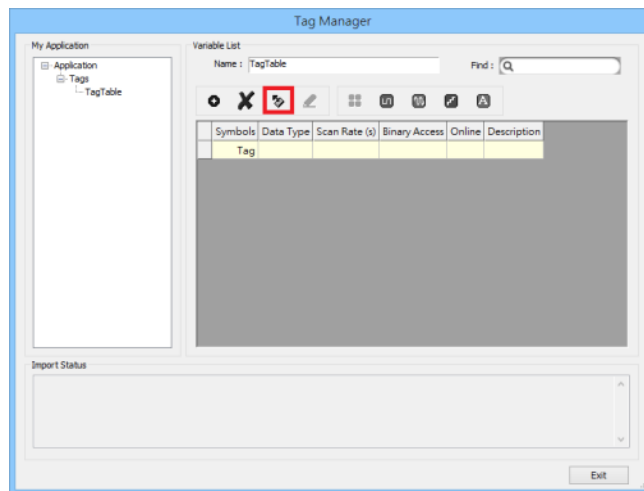 Tag Manager
My Application
Application
Tags
TagTable
Variable List
Name : TagTable
Find :
Symbols Data Type Scan Rate (s) Binary Access Online Description
Tag
Import Status
Exit